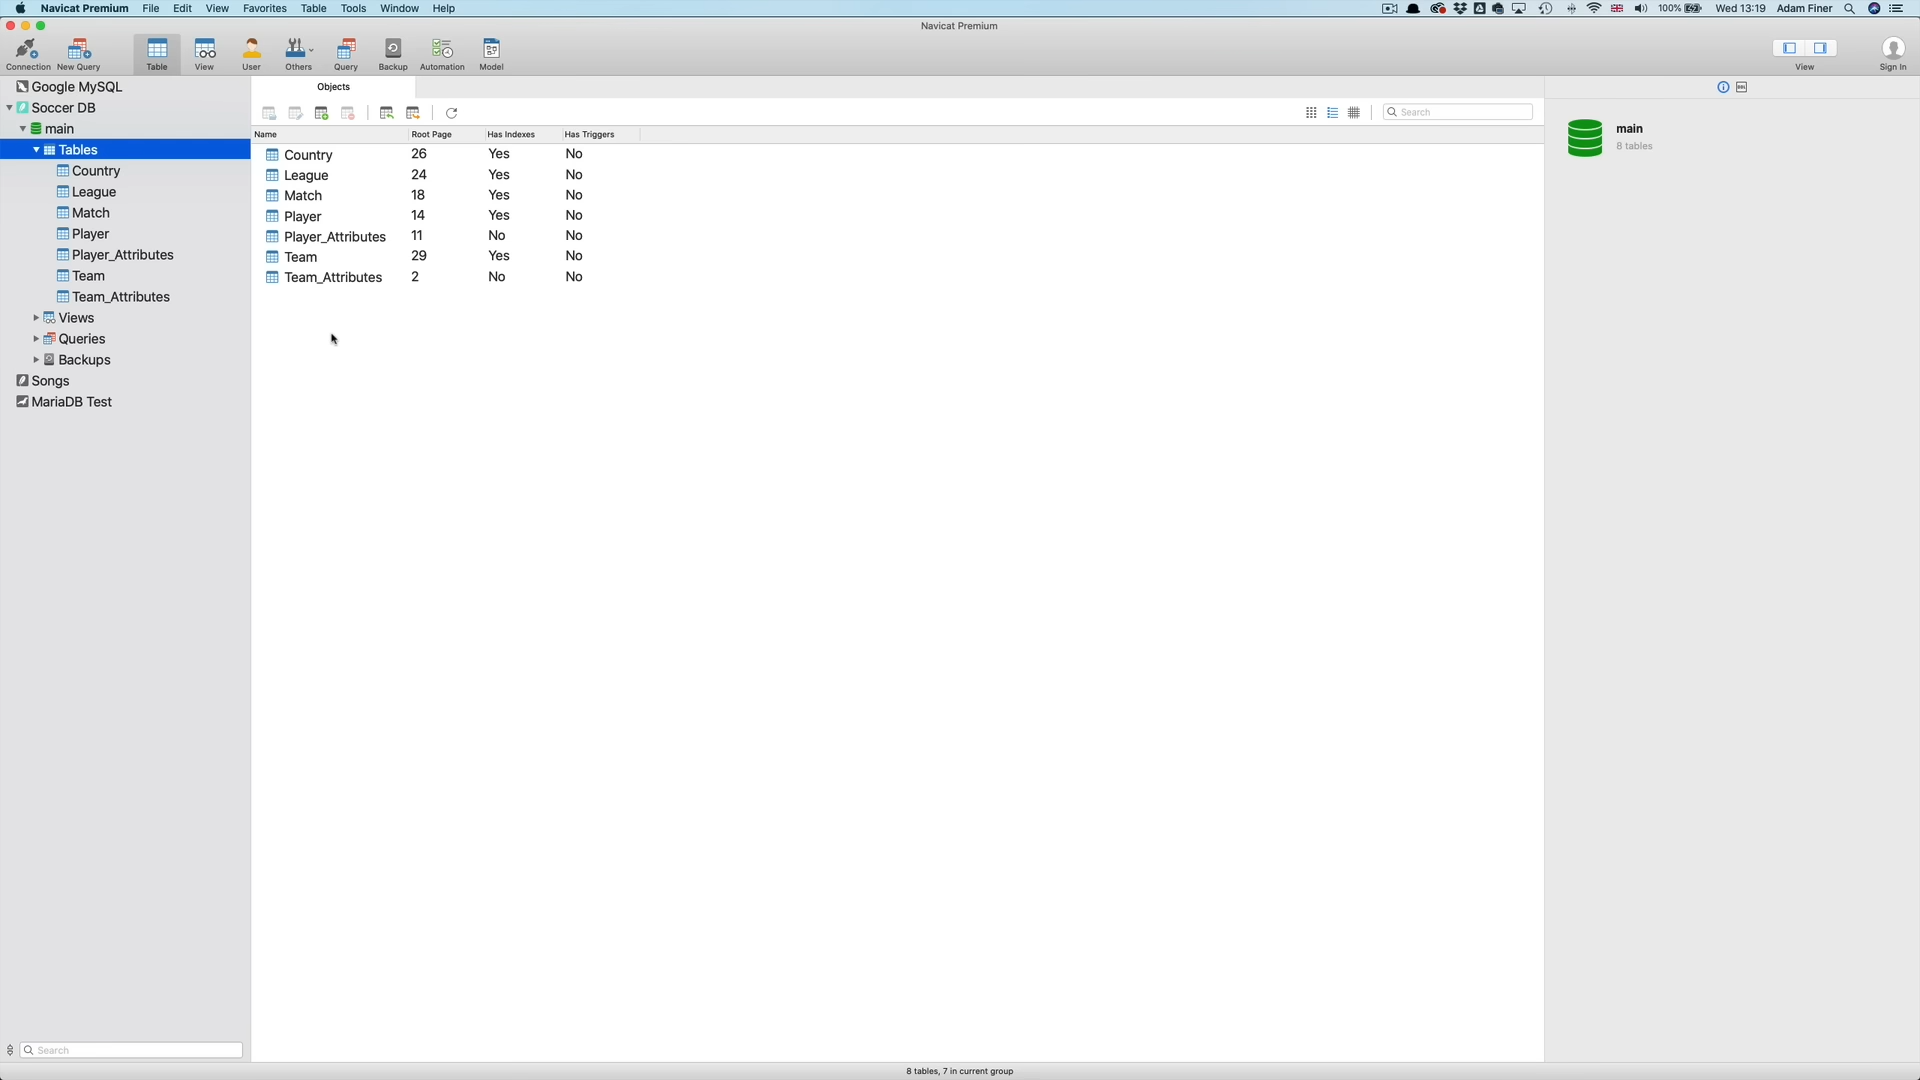 Navicat Premium File Edit View Favorites Table Tools Window Help 100% Wed 13:19 Adam Finer
Navicat Premium
Connection New Query Table View User Others Query Backup Automation Model View Sign In
Google MySQL
Soccer DB
main
Tables
Country
League
Match
Player
Player_Attributes
Team
Team_Attributes
Views
Queries
Backups
Songs
MariaDB Test
Search
Objects
Search
Name Root Page Has Indexes Has Triggers
Country 26 Yes No
League 24 Yes No
Match 18 Yes No
Player 14 Yes No
Player_Attributes 11 No No
Team 29 Yes No
Team_Attributes 2 No No
main
8 tables
8 tables, 7 in current group